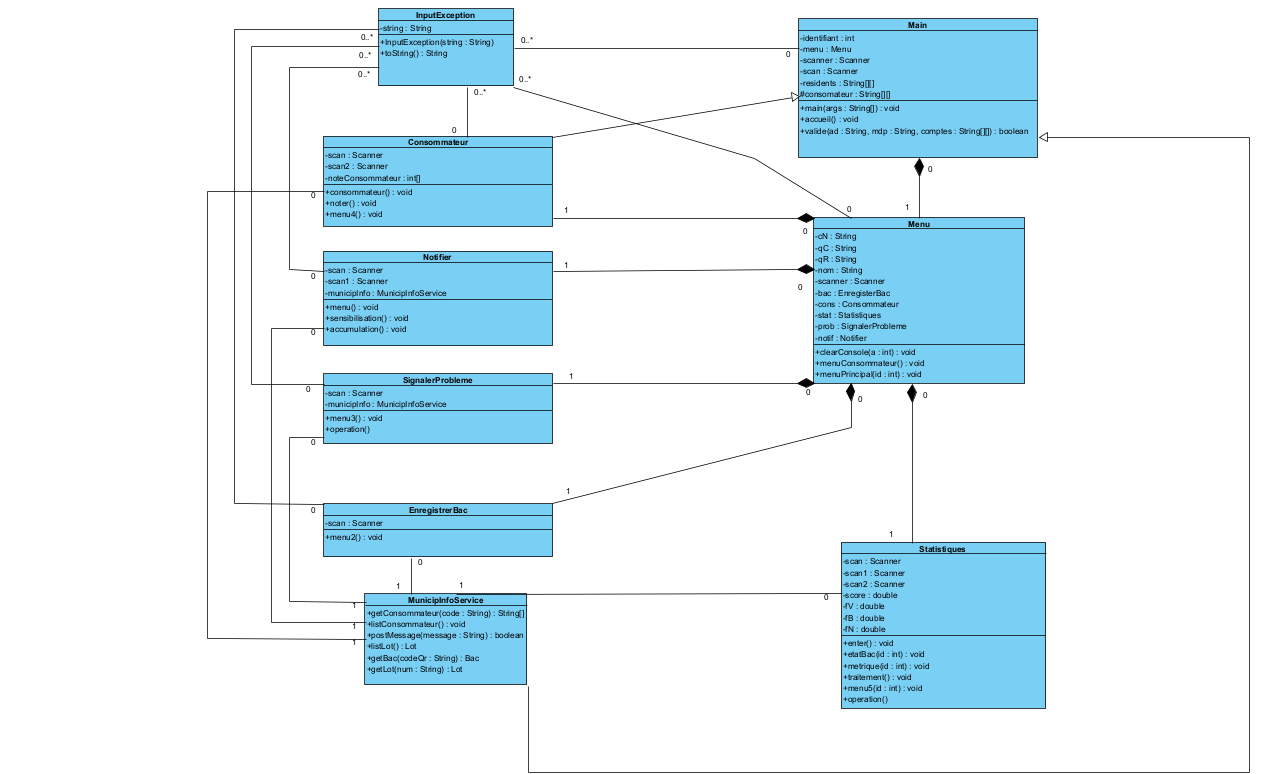 InputException
-string : String
+InputException(string : String)
+toString() : String
0..*
0..*
0..*
0..*
0..*
0..*
0
Main
-identifiant : int
-menu : Menu
-scanner : Scanner
-scan : Scanner
-residents : String[][]
#consomateur : String[][]
+main(args : String[]) : void
+accueil() : void
+valide(ad : String, mdp : String, comptes : String[][]) : boolean
0
1
0
0
Consommateur
-scan : Scanner
-scan2 : Scanner
-noteConsommateur : int[]
+consommateur() : void
+noter() : void
+menu4() : void
0
1
0
Menu
-cN : String
-qC : String
-qR : String
-nom : String
-scanner : Scanner
-bac : EnregisterBac
-cons : Consommateur
-stat : Statistiques
-prob : SignalerProbleme
-notif : Notifier
+clearConsole(a : int) : void
+menuConsommateur() : void
+menuPrincipal(id : int) : void
Notifier
-scan : Scanner
-scan1 : Scanner
-municipInfo : MunicipInfoService
+menu() : void
+sensibilisation() : void
+accumulation() : void
0
0
1
0
SignalerProbleme
-scan : Scanner
-municipInfo : MunicipInfoService
+menu3() : void
+operation()
0
0
1
0
0
0
EnregistrerBac
-scan : Scanner
+menu2() : void
0
1
0
1
1
MunicipInfoService
+getConsommateur(code : String) : String[]
+listConsommateur() : void
+postMessage(message : String) : boolean
+listLot() : Lot
+getBac(codeQr : String) : Bac
+getLot(num : String) : Lot
1
1
1
1
0
Statistiques
-scan : Scanner
-scan1 : Scanner
-scan2 : Scanner
-score : double
-fV : double
-fB : double
-fN : double
+enter() : void
+etatBac(id : int) : void
+metrique(id : int) : void
+traitement() : void
+menu5(id : int) : void
+operation()